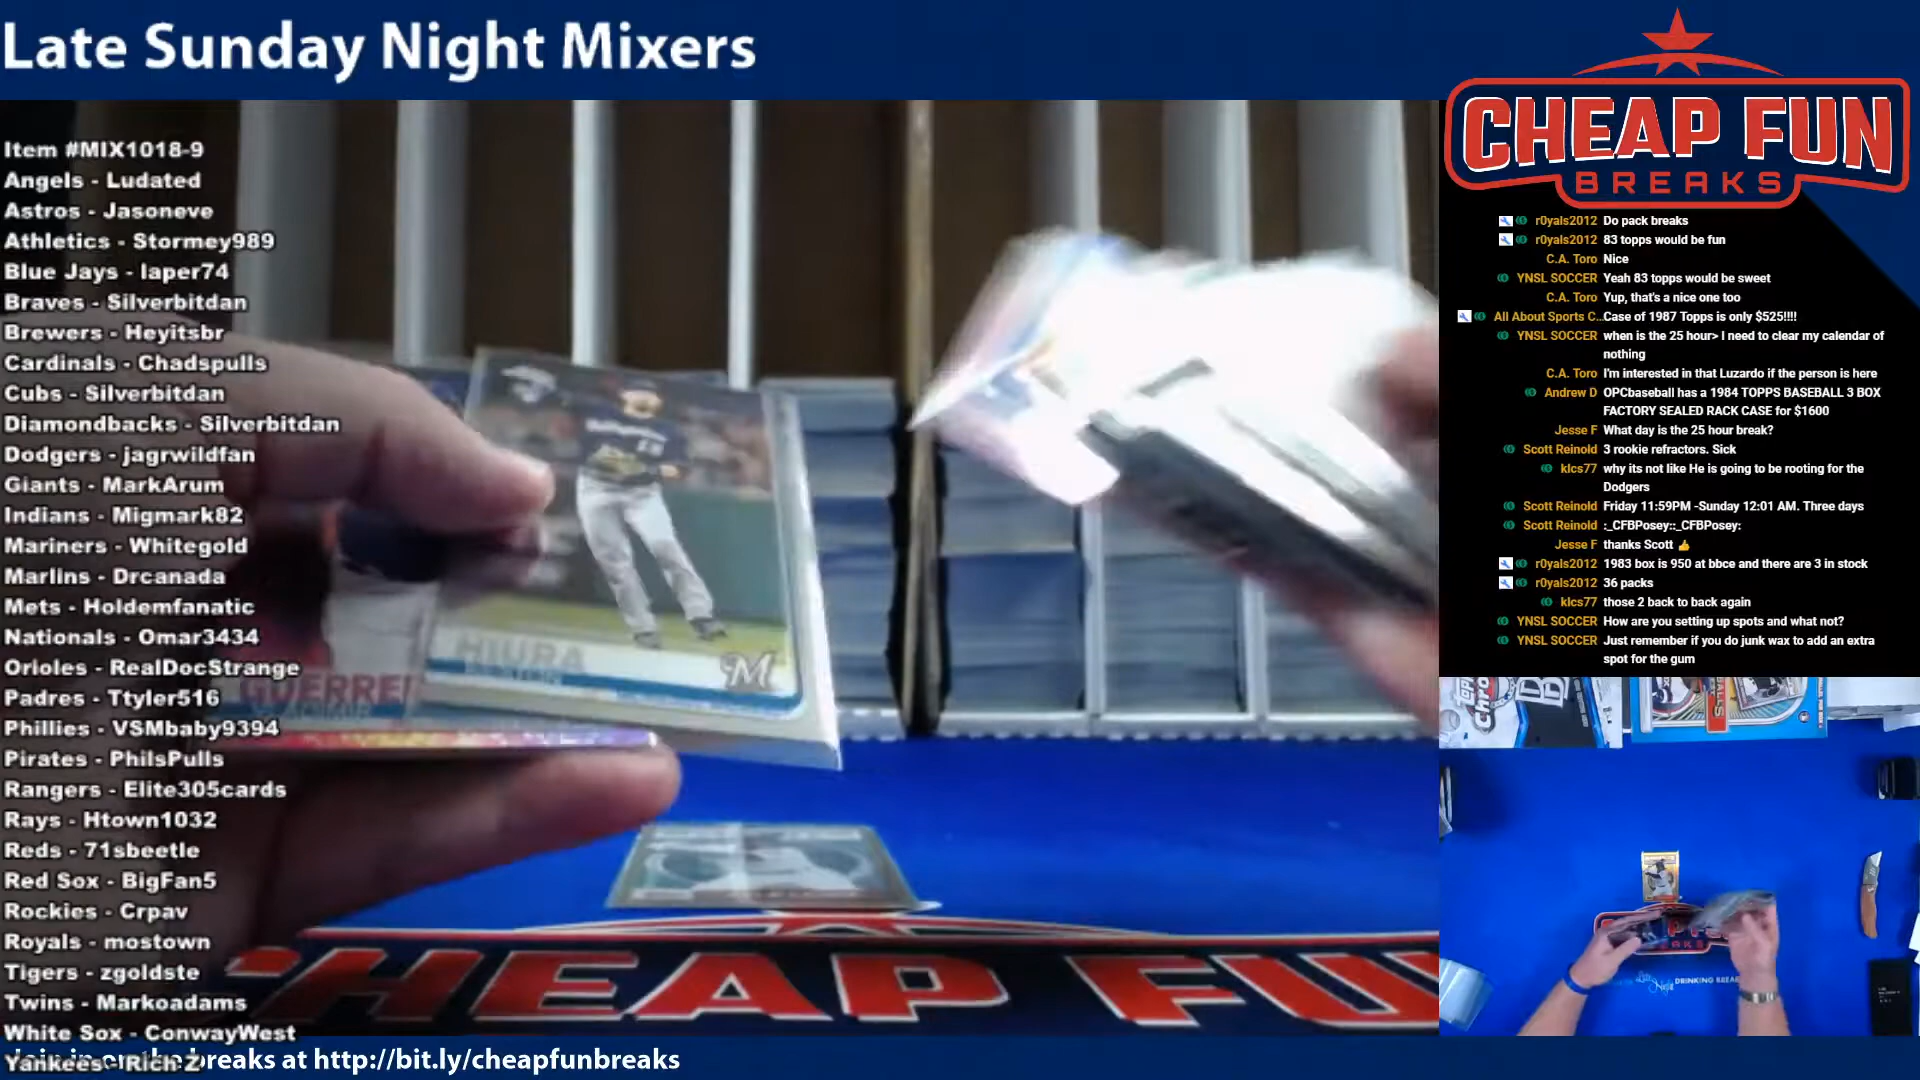 Late Sunday Night Mixers
CHEAP FUN
BREAKS
Item #MIX1018-9
Angels - Ludated
Astros - Jasoneve
Athletics - Stormey989
Blue Jays - laper74
Braves - Silverbitdan
Brewers - Heyitsbr
Cardinals - Chadspulls
Cubs - Silverbitdan
Diamondbacks - Silverbitdan
Dodgers - jagrwildfan
Giants - MarkArum
Indians - Migmark82
Mariners - Whitegold
Marlins - Drcanada
Mets - Holdemfanatic
Nationals - Omar3434
Orioles - RealDocStrange
Padres - Ttyler516
Phillies - VSMbaby9394
Pirates - PhilsPulls
Rangers - Elite305cards
Rays - Htown1032
Reds - 71sbeetle
Red Sox - BigFan5
Rockies - Crpav
Royals - mostown
Tigers - zgoldste
Twins - Markoadams
White Sox - ConwayWest
Yankees - Rich Z
breaks at http://bit.ly/cheapfunbreaks
HIURA
KESTON
M
GUERRE
CHEAP FU
r0yals2012 Do pack breaks
r0yals2012 83 topps would be fun
C.A. Toro Nice
YNSL SOCCER Yeah 83 topps would be sweet
C.A. Toro Yup, that's a nice one too
All About Sports C... Case of 1987 Topps is only $525!!!!
YNSL SOCCER when is the 25 hour> I need to clear my calendar of
nothing
C.A. Toro I'm interested in that Luzardo if the person is here
Andrew D OPCbaseball has a 1984 TOPPS BASEBALL 3 BOX
FACTORY SEALED RACK CASE for $1600
Jesse F What day is the 25 hour break?
Scott Reinold 3 rookie refractors. Sick
klcs77 why its not like He is going to be rooting for the
Dodgers
Scott Reinold Friday 11:59PM -Sunday 12:01 AM. Three days
Scott Reinold :_CFBPosey::_CFBPosey:
Jesse F thanks Scott 👍
r0yals2012 1983 box is 950 at bbce and there are 3 in stock
r0yals2012 36 packs
klcs77 those 2 back to back again
YNSL SOCCER How are you setting up spots and what not?
YNSL SOCCER Just remember if you do junk wax to add an extra
spot for the gum
DRINKING BREA